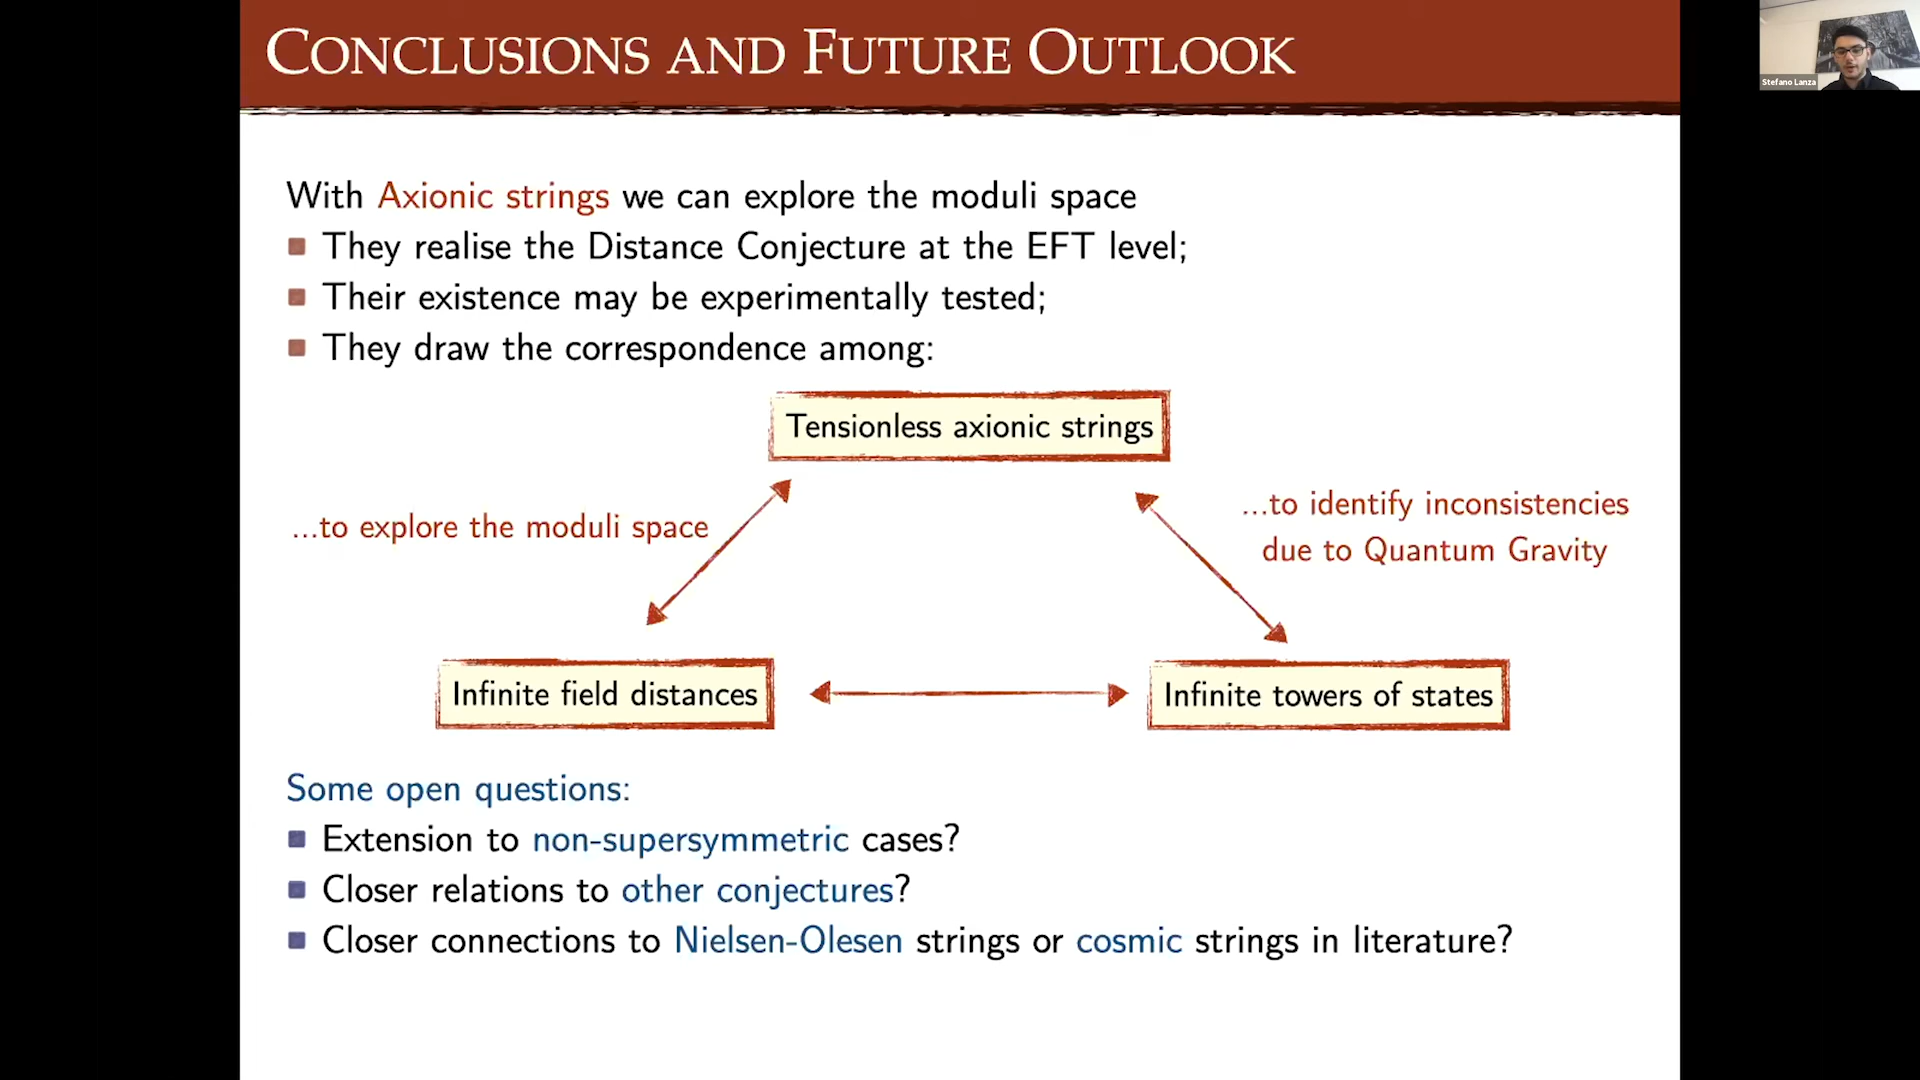 CONCLUSIONS AND FUTURE OUTLOOK
Stefano Lanza
With Axionic strings we can explore the moduli space
They realise the Distance Conjecture at the EFT level;
Their existence may be experimentally tested;
They draw the correspondence among:
Tensionless axionic strings
...to explore the moduli space
...to identify inconsistencies
due to Quantum Gravity
Infinite field distances
Infinite towers of states
Some open questions:
Extension to non-supersymmetric cases?
Closer relations to other conjectures?
Closer connections to Nielsen-Olesen strings or cosmic strings in literature?